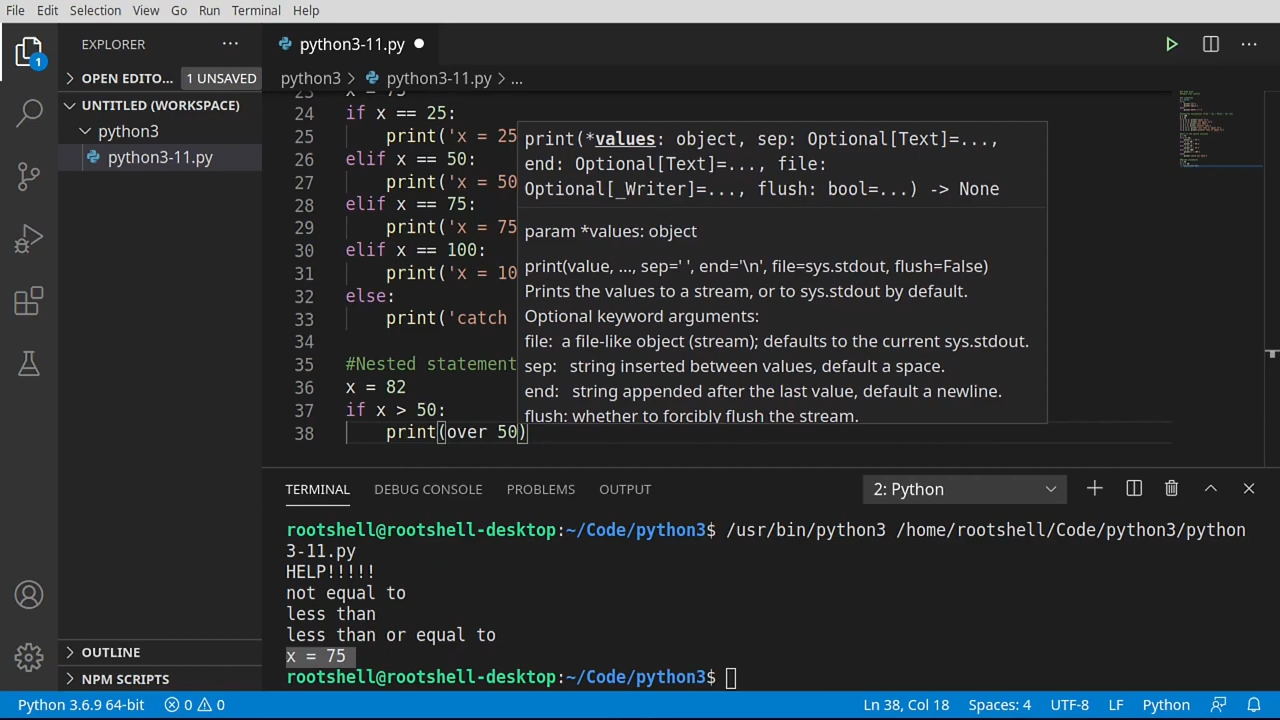 File Edit Selection View Go Run Terminal Help
EXPLORER
python3-11.py
1
OPEN EDITO... 1 UNSAVED
python3 > python3-11.py > ...
UNTITLED (WORKSPACE)
python3
python3-11.py
23 x = 75
24 if x == 25:
25 print('x = 25
26 elif x == 50:
27 print('x = 50
28 elif x == 75:
29 print('x = 75
30 elif x == 100:
31 print('x = 10
32 else:
33 print('catch
34
35 #Nested statement
36 x = 82
37 if x > 50:
38 print(over 50)
print(*values: object, sep: Optional[Text]=...,
end: Optional[Text]=..., file:
Optional[_Writer]=..., flush: bool=...) -> None
param *values: object
print(value, ..., sep=' ', end='\n', file=sys.stdout, flush=False)
Prints the values to a stream, or to sys.stdout by default.
Optional keyword arguments:
file: a file-like object (stream); defaults to the current sys.stdout.
sep: string inserted between values, default a space.
end: string appended after the last value, default a newline.
flush: whether to forcibly flush the stream.
TERMINAL DEBUG CONSOLE PROBLEMS OUTPUT 2: Python
rootshell@rootshell-desktop:~/Code/python3$ /usr/bin/python3 /home/rootshell/Code/python3/python
3-11.py
HELP!!!!!
not equal to
less than
less than or equal to
x = 75
rootshell@rootshell-desktop:~/Code/python3$
OUTLINE
NPM SCRIPTS
Python 3.6.9 64-bit 0 0 Ln 38, Col 18 Spaces: 4 UTF-8 LF Python